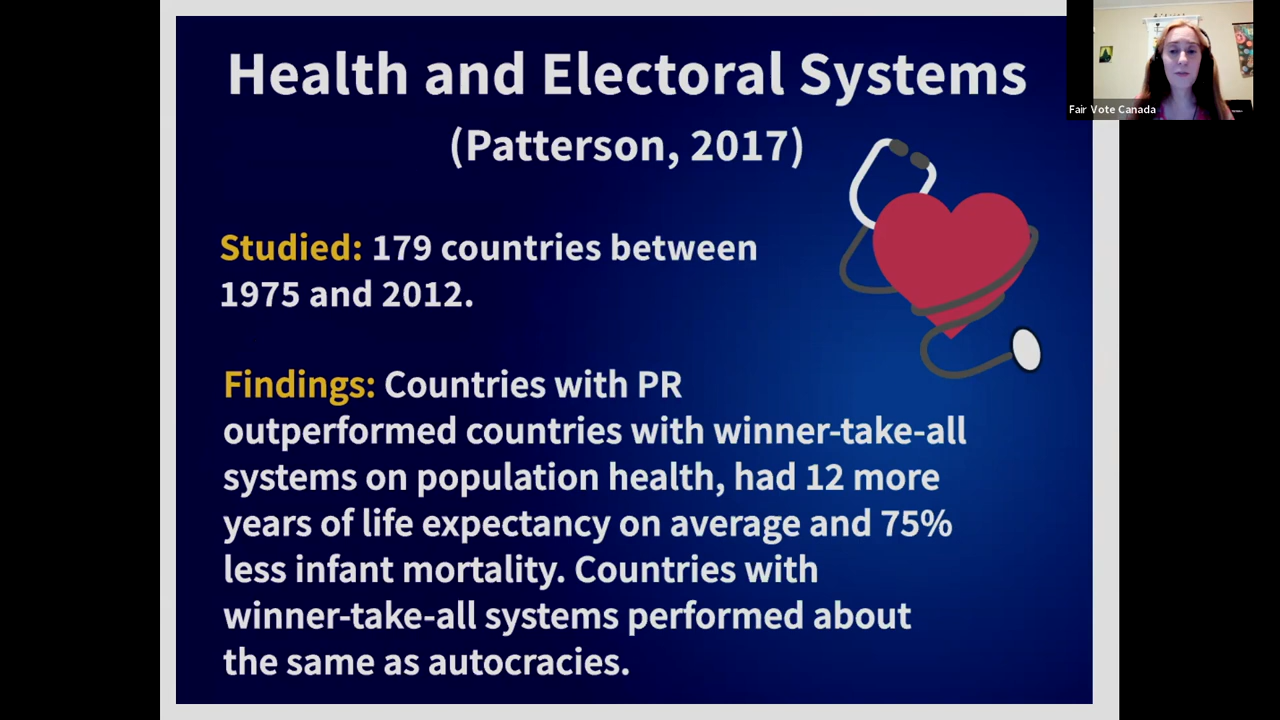 Health and Electoral Systems
(Patterson, 2017)
Fair Vote Canada
Studied: 179 countries between
1975 and 2012.
Findings: Countries with PR
outperformed countries with winner-take-all
systems on population health, had 12 more
years of life expectancy on average and 75%
less infant mortality. Countries with
winner-take-all systems performed about
the same as autocracies.